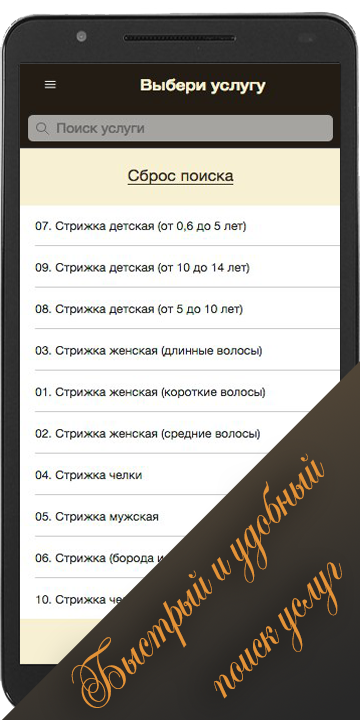 Выбери услугу
Поиск услуги
Сброс поиска
07. Стрижка детская (от 0,6 до 5 лет)
09. Стрижка детская (от 10 до 14 лет)
08. Стрижка детская (от 5 до 10 лет)
03. Стрижка женская (длинные волосы)
01. Стрижка женская (короткие волосы)
02. Стрижка женская (средние волосы)
04. Стрижка челки
05. Стрижка мужская
06. Стрижка (борода и
10. Стрижка че
Быстрый и удобный
поиск услуг